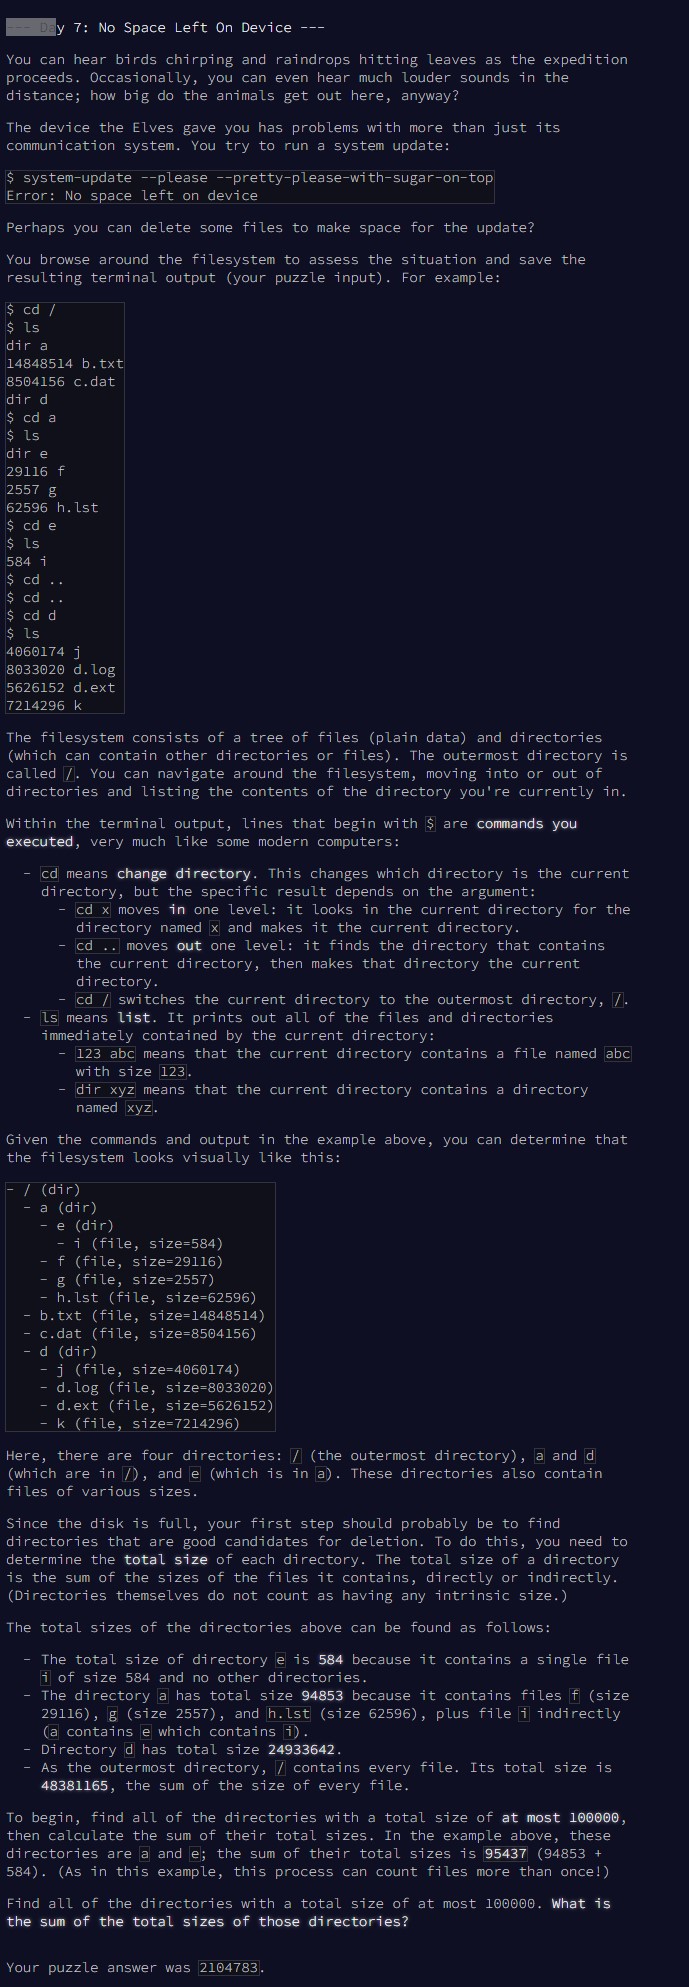 --- Day 7: No Space Left On Device ---
You can hear birds chirping and raindrops hitting leaves as the expedition
proceeds. Occasionally, you can even hear much louder sounds in the
distance; how big do the animals get out here, anyway?
The device the Elves gave you has problems with more than just its
communication system. You try to run a system update:
$ system-update --please --pretty-please-with-sugar-on-top
Error: No space left on device
Perhaps you can delete some files to make space for the update?
You browse around the filesystem to assess the situation and save the
resulting terminal output (your puzzle input). For example:
$ cd /
$ ls
dir a
14848514 b.txt
8504156 c.dat
dir d
$ cd a
$ ls
dir e
29116 f
2557 g
62596 h.lst
$ cd e
$ ls
584 i
$ cd ..
$ cd ..
$ cd d
$ ls
4060174 j
8033020 d.log
5626152 d.ext
7214296 k
The filesystem consists of a tree of files (plain data) and directories
(which can contain other directories or files). The outermost directory is
called /. You can navigate around the filesystem, moving into or out of
directories and listing the contents of the directory you're currently in.
Within the terminal output, lines that begin with $ are commands you
executed, very much like some modern computers:
- cd means change directory. This changes which directory is the current
directory, but the specific result depends on the argument:
- cd x moves in one level: it looks in the current directory for the
directory named x and makes it the current directory.
- cd .. moves out one level: it finds the directory that contains
the current directory, then makes that directory the current
directory.
- cd / switches the current directory to the outermost directory, /.
- ls means list. It prints out all of the files and directories
immediately contained by the current directory:
- 123 abc means that the current directory contains a file named abc
with size 123.
- dir xyz means that the current directory contains a directory
named xyz.
Given the commands and output in the example above, you can determine that
the filesystem looks visually like this:
- / (dir)
- a (dir)
- e (dir)
- i (file, size=584)
- f (file, size=29116)
- g (file, size=2557)
- h.lst (file, size=62596)
- b.txt (file, size=14848514)
- c.dat (file, size=8504156)
- d (dir)
- j (file, size=4060174)
- d.log (file, size=8033020)
- d.ext (file, size=5626152)
- k (file, size=7214296)
Here, there are four directories: / (the outermost directory), a and d
(which are in /), and e (which is in a). These directories also contain
files of various sizes.
Since the disk is full, your first step should probably be to find
directories that are good candidates for deletion. To do this, you need to
determine the total size of each directory. The total size of a directory
is the sum of the sizes of the files it contains, directly or indirectly.
(Directories themselves do not count as having any intrinsic size.)
The total sizes of the directories above can be found as follows:
- The total size of directory e is 584 because it contains a single file
i of size 584 and no other directories.
- The directory a has total size 94853 because it contains files f (size
29116), g (size 2557), and h.lst (size 62596), plus file i indirectly
(a contains e which contains i).
- Directory d has total size 24933642.
- As the outermost directory, / contains every file. Its total size is
48381165, the sum of the size of every file.
To begin, find all of the directories with a total size of at most 100000,
then calculate the sum of their total sizes. In the example above, these
directories are a and e; the sum of their total sizes is 95437 (94853 +
584). (As in this example, this process can count files more than once!)
Find all of the directories with a total size of at most 100000. What is
the sum of the total sizes of those directories?
Your puzzle answer was 2104783.